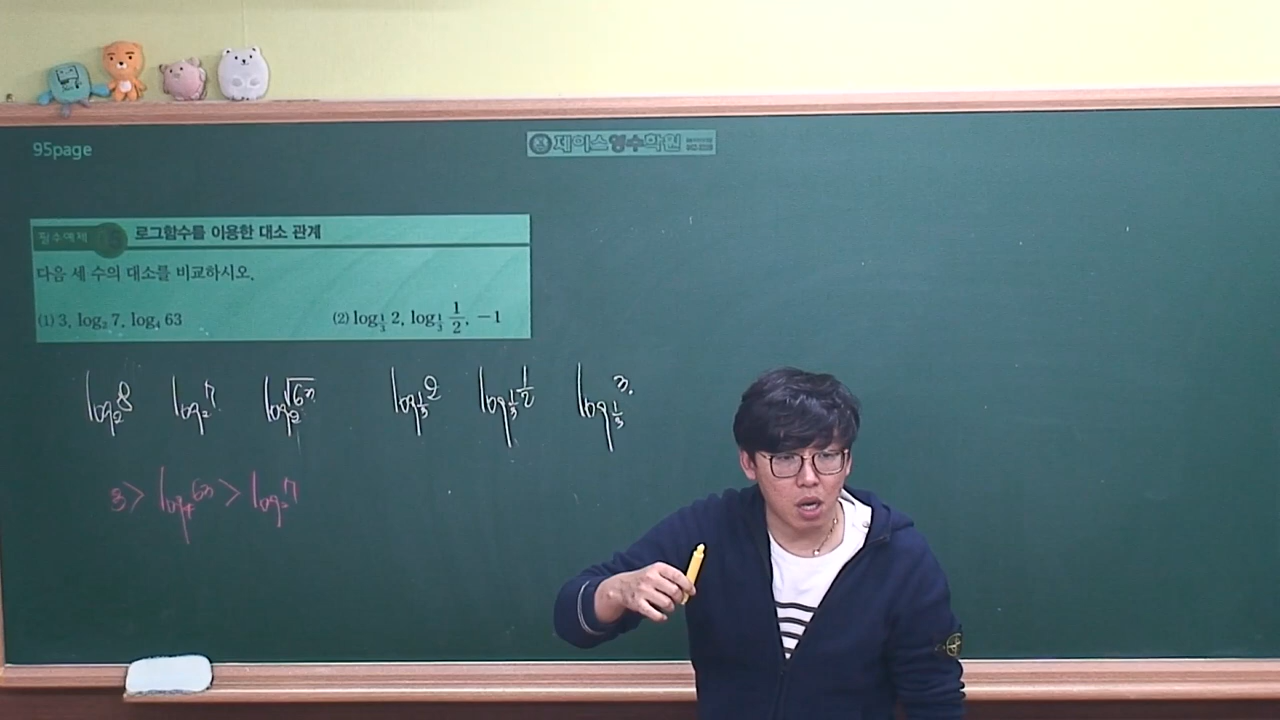 95page
제이스영수학원
필수예제
로그함수를 이용한 대소 관계
다음 세 수의 대소를 비교하시오.
(1) 3, log₂ 7, log₄ 63 (2) log_{1/3} 2, log_{1/3} 1/2, −1
log₂8 log₂7 log₂√63 log_{1/3}2 log_{1/3}1/2 log_{1/3}3
3 > log₄63 > log₂7